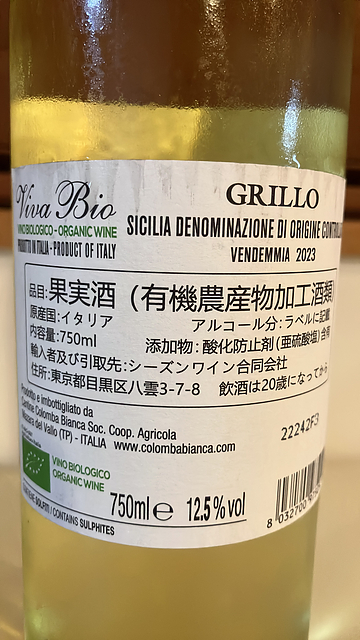 Viva Bio
VINO BIOLOGICO - ORGANIC WINE
PRODOTTO IN ITALIA - PRODUCT OF ITALY
GRILLO
SICILIA DENOMINAZIONE DI ORIGINE
VENDEMMIA 2023
品目:果実酒（有機農産物加工酒類
原産国:イタリア アルコール分:ラベルに記載
内容量:750ml 添加物:酸化防止剤(亜硫酸塩)含有
輸入者及び引取先:シーズンワイン合同会社
住所:東京都目黒区八雲3-7-8 飲酒は20歳になってから
Prodotto e imbottigliato da
Cantine Colomba Bianca Soc. Coop. Agricola
Mazara del Vallo (TP) - ITALIA www.colombabianca.com
22242F3
VINO BIOLOGICO
ORGANIC WINE
750ml e 12.5% vol
SOLFITI / CONTAINS SULPHITES
8 032700